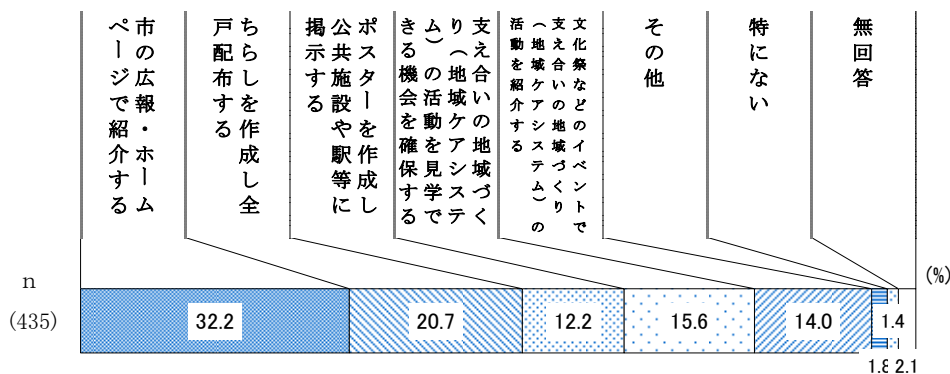 市の広報・ホーム
ページで紹介する
ちらしを作成し全
戸配布する
ポスターを作成し
公共施設や駅等に
掲示する
支え合いの地域づく
り（地域ケアシステ
ム）の活動を見学で
きる機会を確保する
文化祭などのイベントで
支え合いの地域づくり
（地域ケアシステム）の
活動を紹介する
その他
特にない
無回答
(%)
n
(435)
32.2
20.7
12.2
15.6
14.0
1.4
1.8
2.1